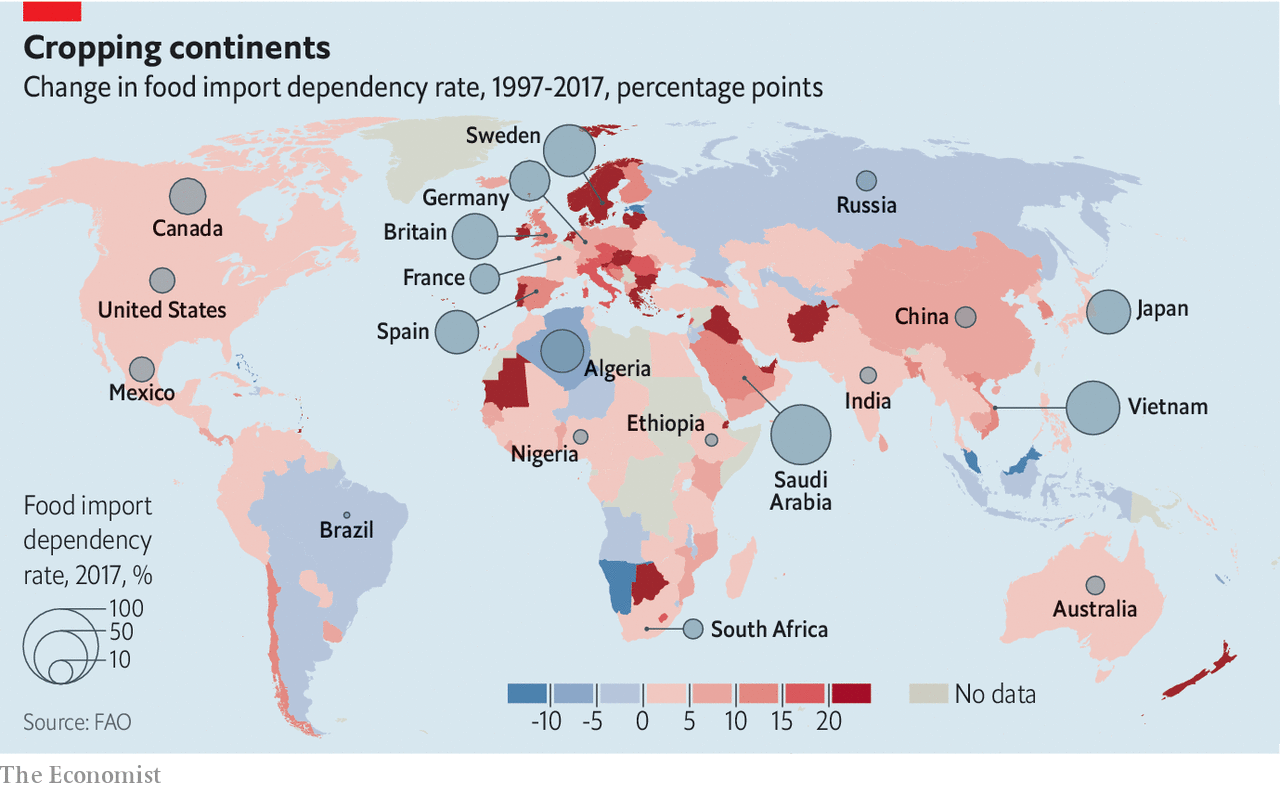 Cropping continents
Change in food import dependency rate, 1997-2017, percentage points
Sweden
Germany
Canada
Russia
Britain
France
United States
China
Japan
Spain
Algeria
Mexico
India
Vietnam
Ethiopia
Nigeria
Saudi
Arabia
Food import
dependency
rate, 2017, %
Brazil
100
50
10
Australia
South Africa
-10 -5 0 5 10 15 20
No data
Source: FAO
The Economist